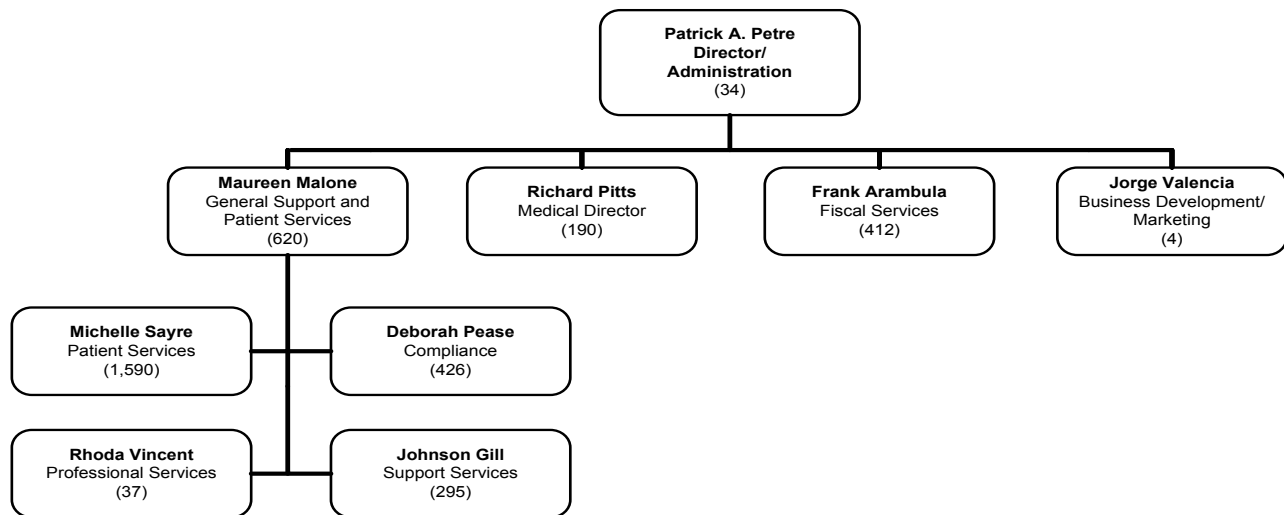 Patrick A. Petre
Director/
Administration
(34)
Maureen Malone
General Support and
Patient Services
(620)
Richard Pitts
Medical Director
(190)
Frank Arambula
Fiscal Services
(412)
Jorge Valencia
Business Development/
Marketing
(4)
Michelle Sayre
Patient Services
(1,590)
Deborah Pease
Compliance
(426)
Rhoda Vincent
Professional Services
(37)
Johnson Gill
Support Services
(295)